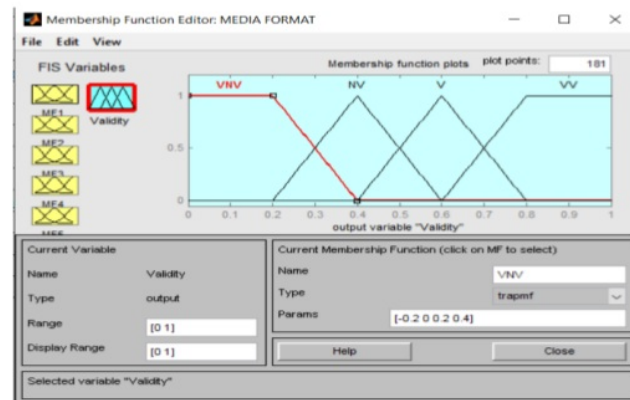 Membership Function Editor: MEDIA FORMAT
File Edit View
FIS Variables
Membership function plots plot points: 181
MF1
Validity
MF2
MF3
MF4
VNV NV V VV
1
0.5
0
0 0.1 0.2 0.3 0.4 0.5 0.6 0.7 0.8 0.9 1
output variable "Validity"
Current Variable
Name Validity
Type output
Range [0 1]
Display Range [0 1]
Current Membership Function (click on MF to select)
Name VNV
Type trapmf
Params [-0.2 0 0.2 0.4]
Help Close
Selected variable "Validity"